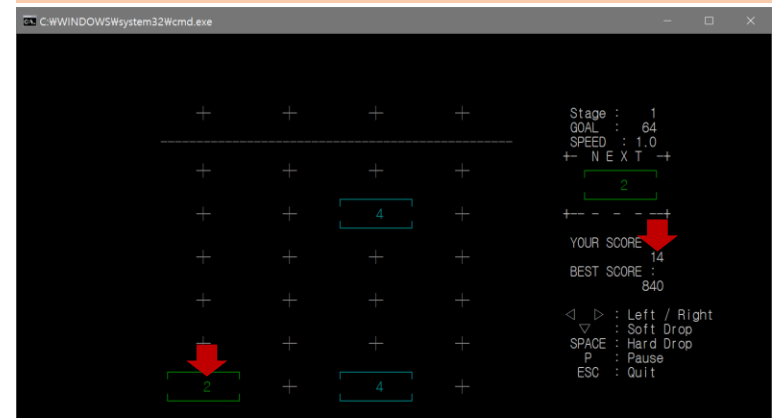 C:₩WINDOWS₩system32₩cmd.exe
Stage : 1
GOAL : 64
SPEED : 1.0
+- N E X T -+
2
4
+-- - - - --+
YOUR SCORE
14
BEST SCORE :
840
◁ ▷ : Left / Right
▽ : Soft Drop
SPACE : Hard Drop
P : Pause
ESC : Quit
2
4